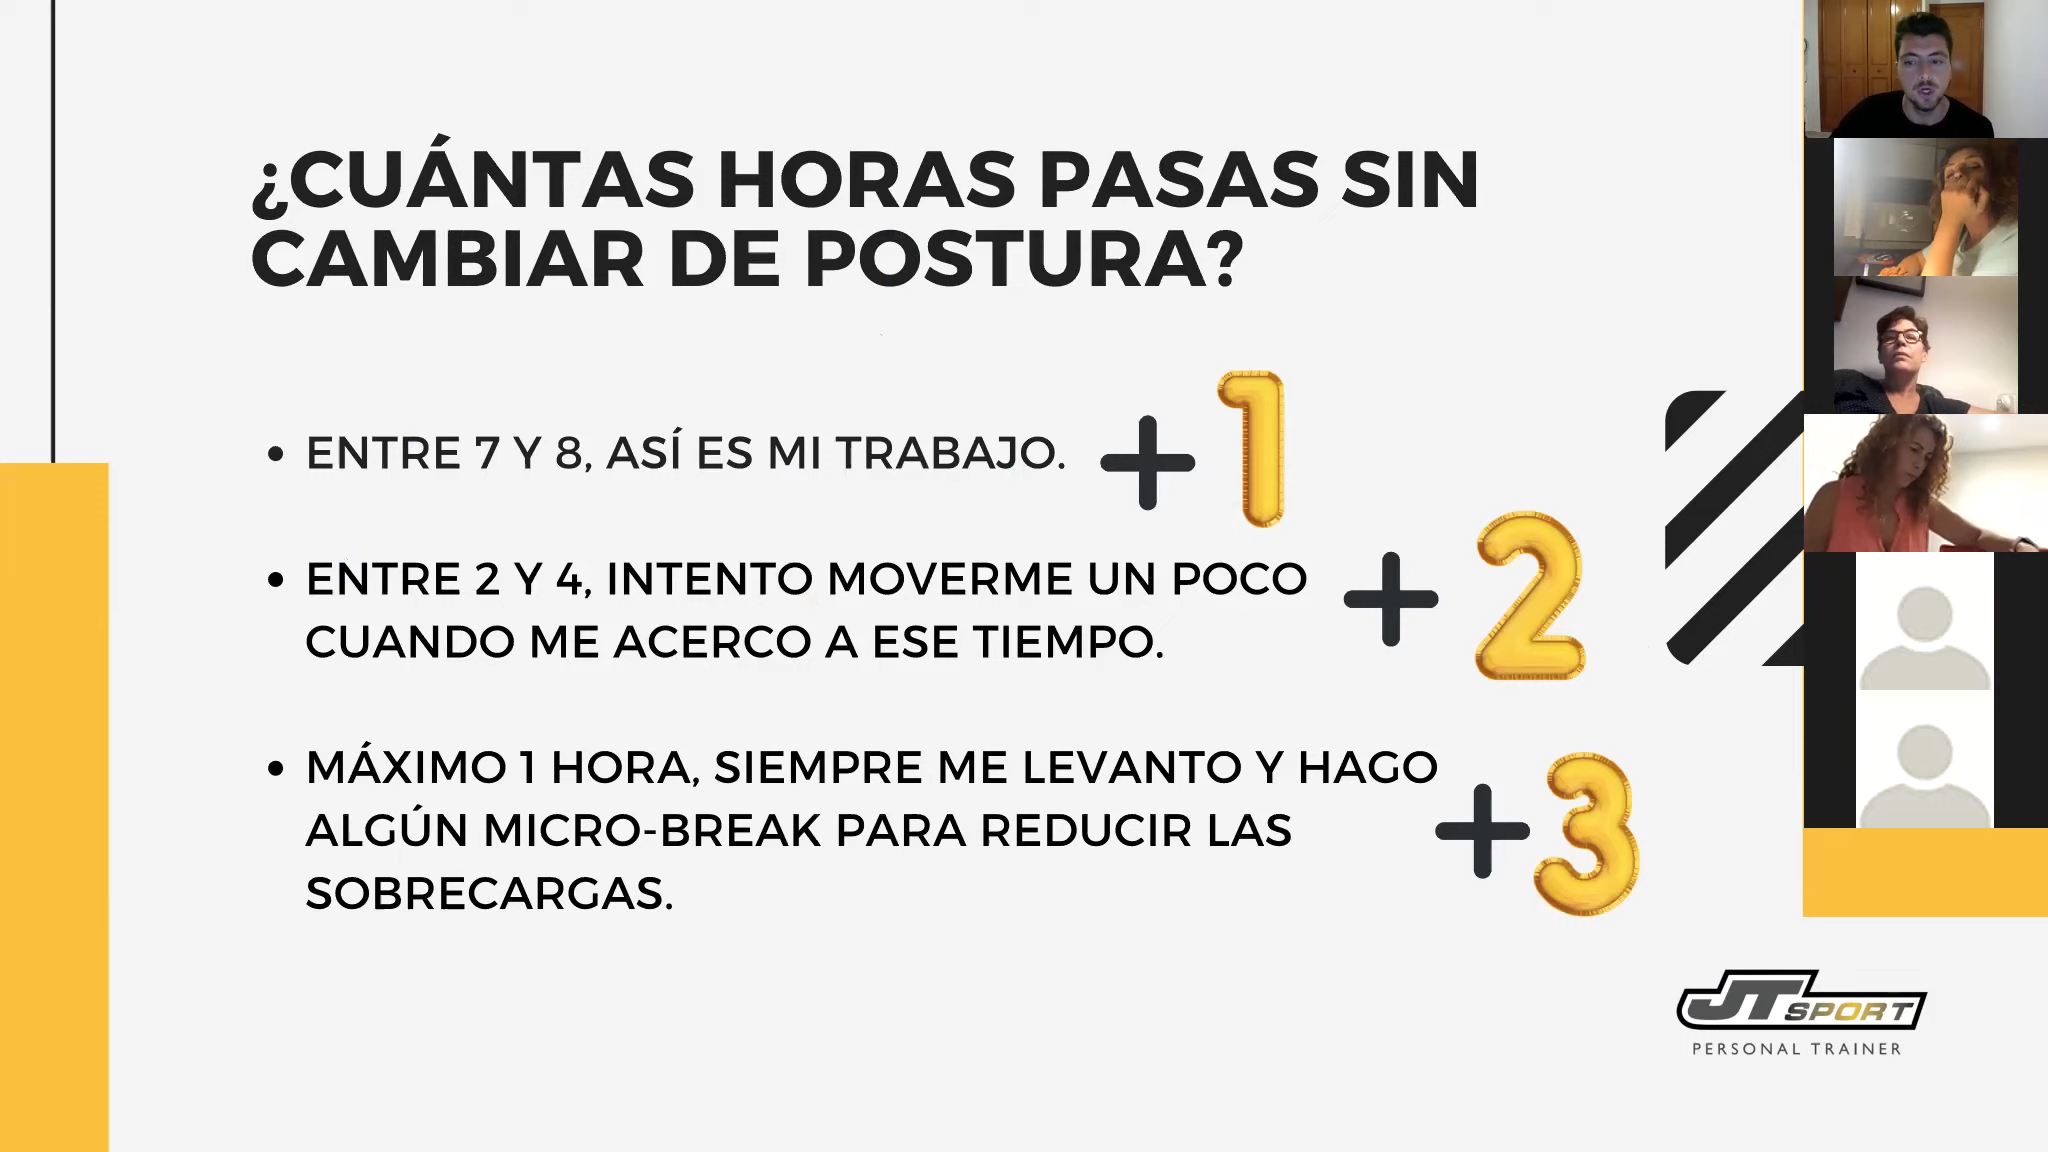 ¿CUÁNTAS HORAS PASAS SIN
CAMBIAR DE POSTURA?
• ENTRE 7 Y 8, ASÍ ES MI TRABAJO. +1
• ENTRE 2 Y 4, INTENTO MOVERME UN POCO
CUANDO ME ACERCO A ESE TIEMPO. +2
• MÁXIMO 1 HORA, SIEMPRE ME LEVANTO Y HAGO
ALGÚN MICRO-BREAK PARA REDUCIR LAS
SOBRECARGAS. +3
JT SPORT
PERSONAL TRAINER